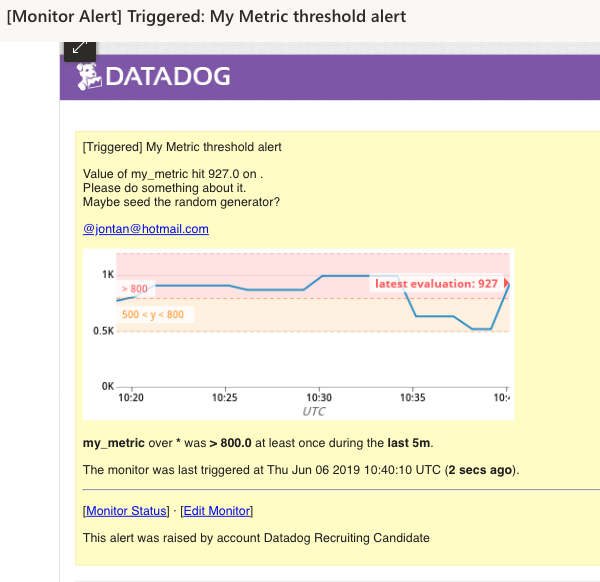 [Monitor Alert] Triggered: My Metric threshold alert
DATADOG
[Triggered] My Metric threshold alert
Value of my_metric hit 927.0 on .
Please do something about it.
Maybe seed the random generator?
@jontan@hotmail.com
1K
> 800
latest evaluation: 927
500 < y < 800
0.5K
0K
10:20 10:25 10:30 10:35 10:4
UTC
my_metric over * was > 800.0 at least once during the last 5m.
The monitor was last triggered at Thu Jun 06 2019 10:40:10 UTC (2 secs ago).
[Monitor Status] · [Edit Monitor]
This alert was raised by account Datadog Recruiting Candidate